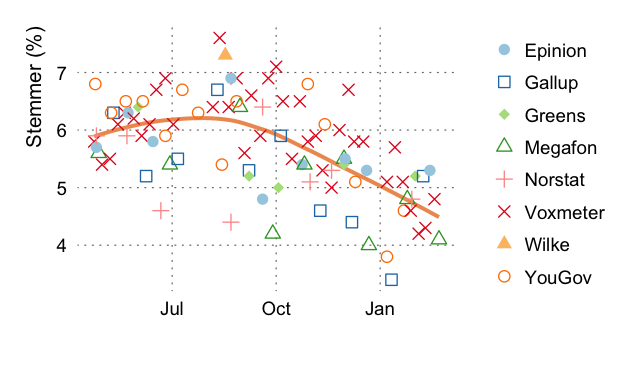 Stemmer (%)
7
6
5
4
Jul
Oct
Jan
Epinion
Gallup
Greens
Megafon
Norstat
Voxmeter
Wilke
YouGov